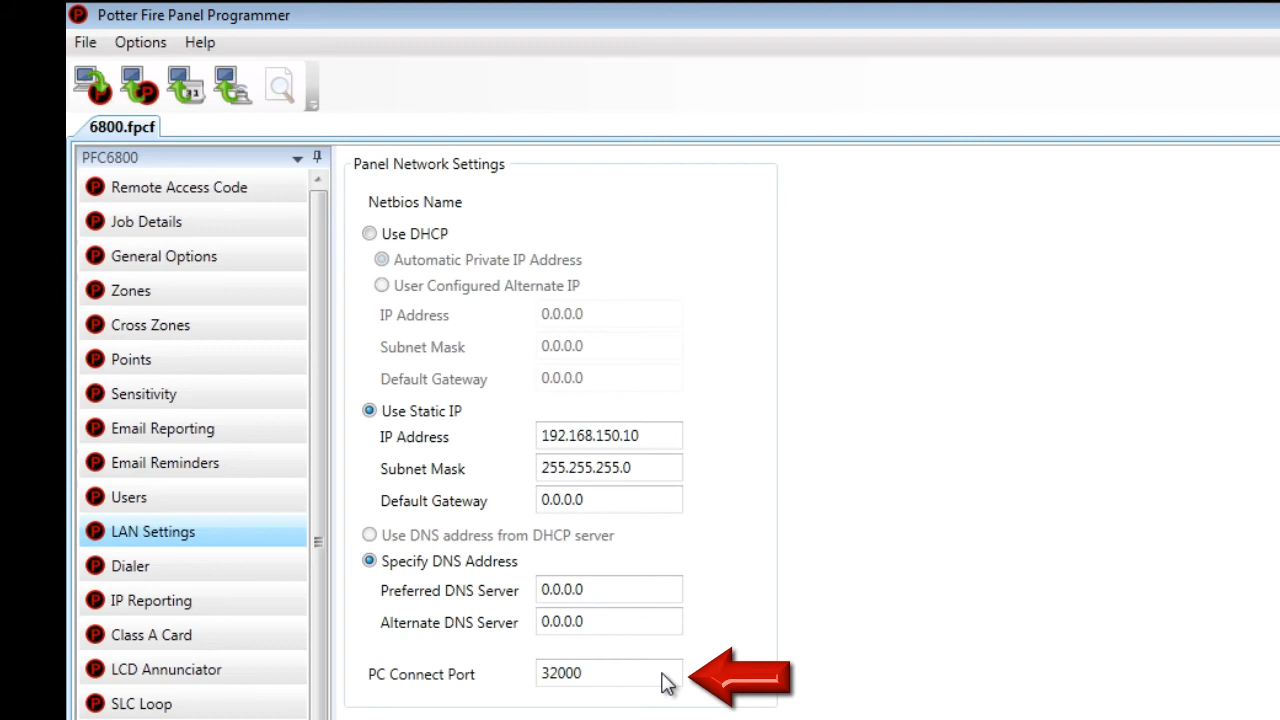 Potter Fire Panel Programmer
File Options Help
6800.fpcf
PFC6800
Remote Access Code
Job Details
General Options
Zones
Cross Zones
Points
Sensitivity
Email Reporting
Email Reminders
Users
LAN Settings
Dialer
IP Reporting
Class A Card
LCD Annunciator
SLC Loop
Panel Network Settings
Netbios Name
Use DHCP
Automatic Private IP Address
User Configured Alternate IP
IP Address 0.0.0.0
Subnet Mask 0.0.0.0
Default Gateway 0.0.0.0
Use Static IP
IP Address 192.168.150.10
Subnet Mask 255.255.255.0
Default Gateway 0.0.0.0
Use DNS address from DHCP server
Specify DNS Address
Preferred DNS Server 0.0.0.0
Alternate DNS Server 0.0.0.0
PC Connect Port 32000